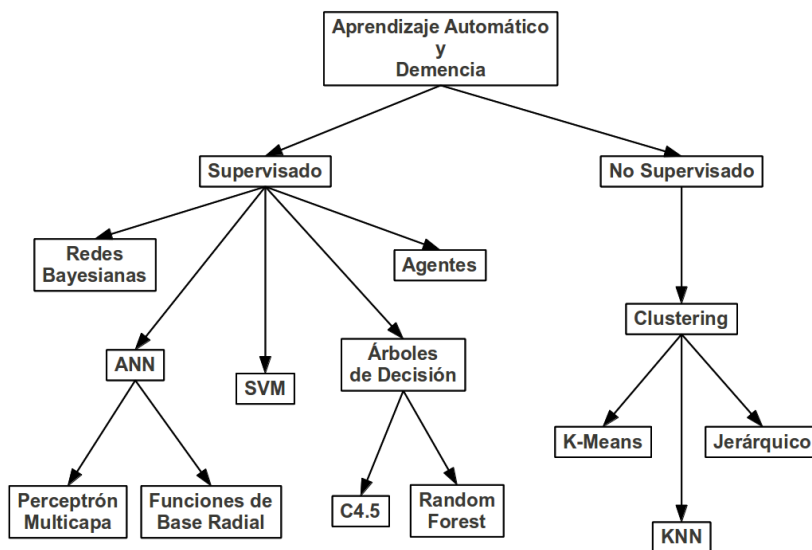 Aprendizaje Automático
y
Demencia
Supervisado
No Supervisado
Redes
Bayesianas
Agentes
Clustering
ANN
SVM
Árboles
de Decisión
K-Means
Jerárquico
Perceptrón
Multicapa
Funciones de
Base Radial
C4.5
Random
Forest
KNN